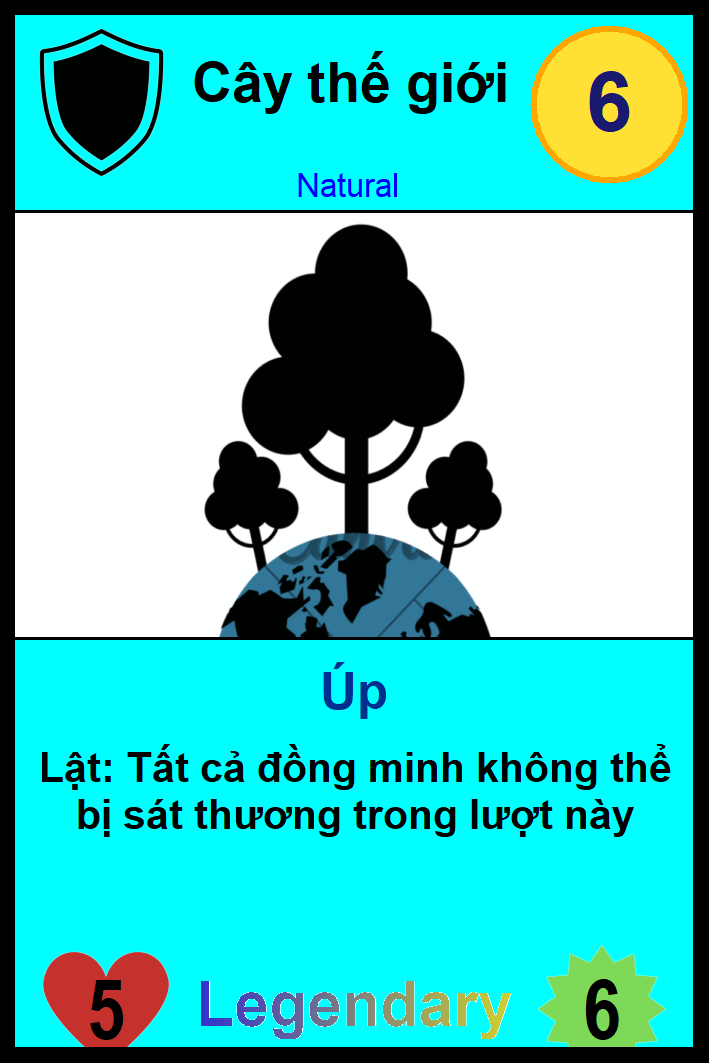 Cây thế giới
6
Natural
Úp
Lật: Tất cả đồng minh không thể
bị sát thương trong lượt này
5
Legendary
6